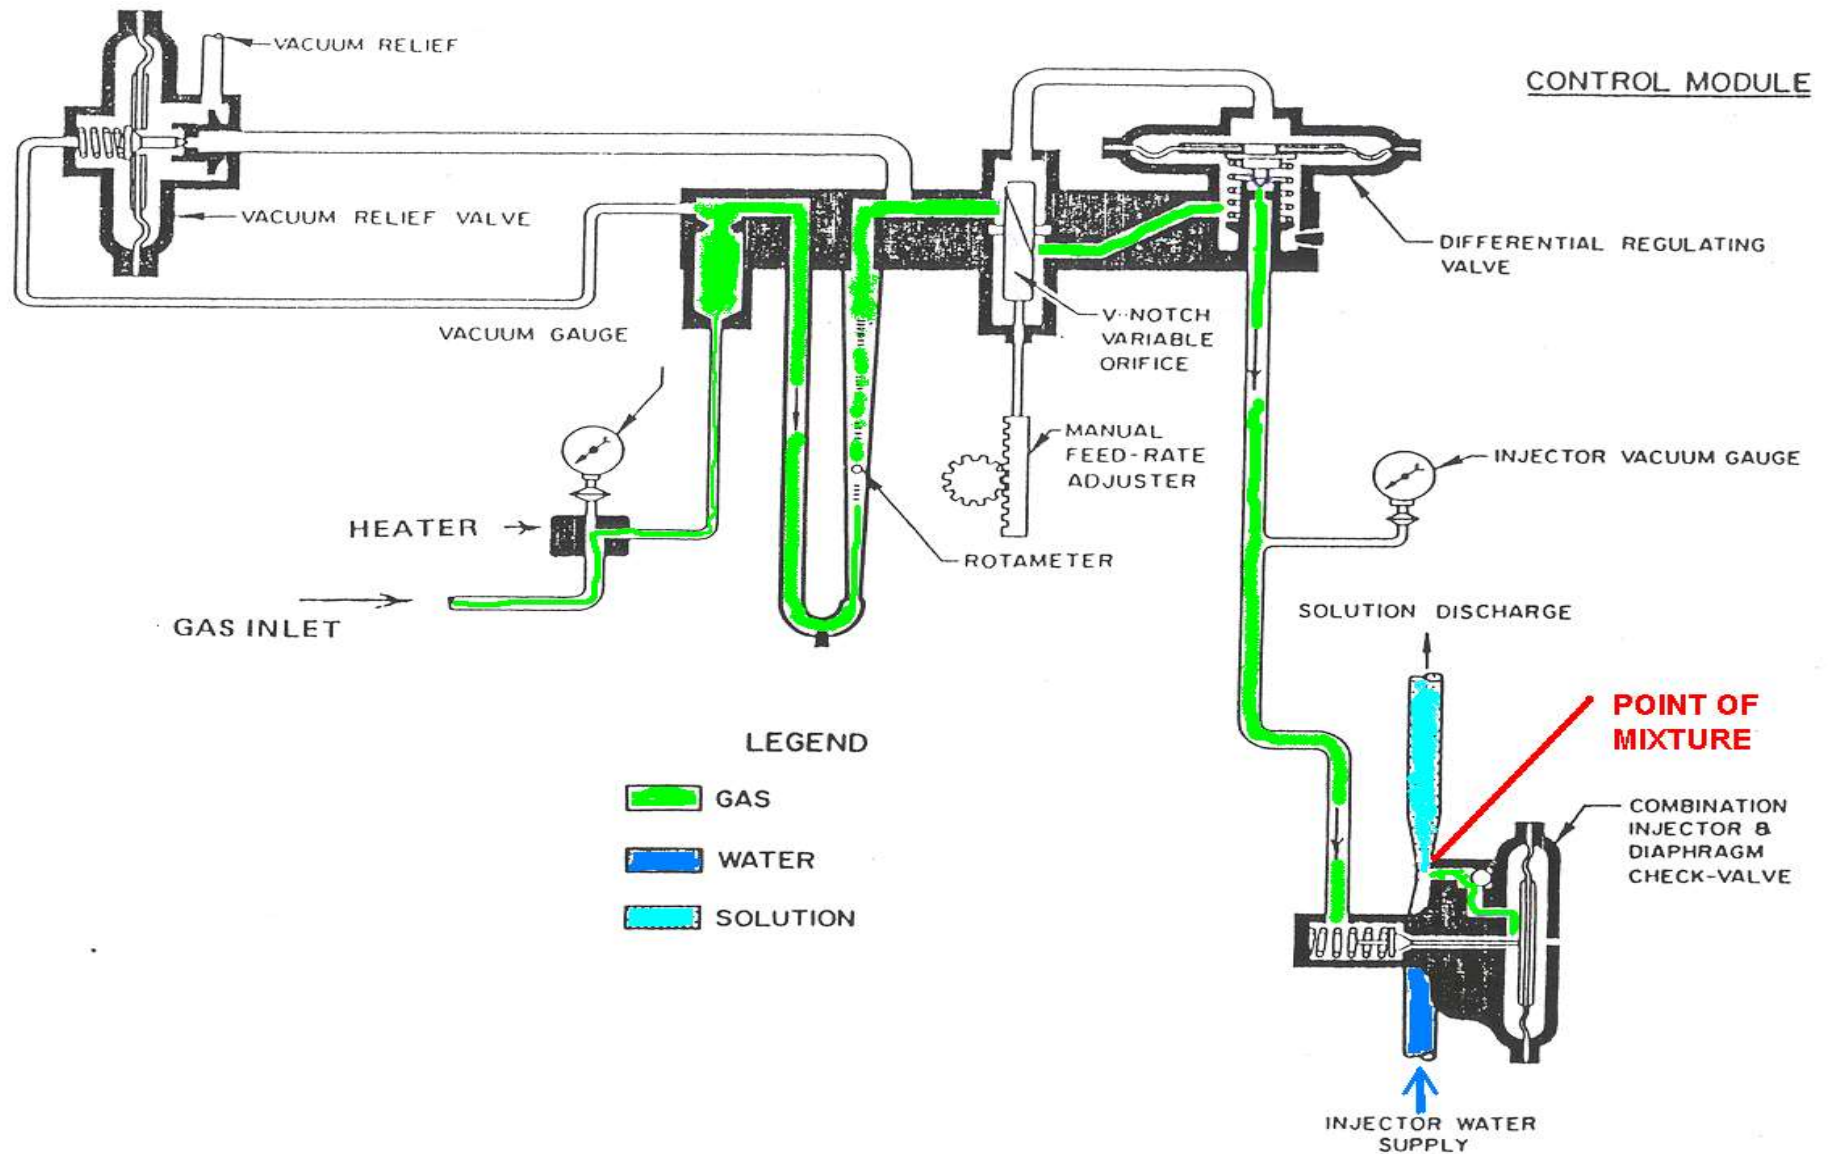 VACUUM RELIEF
CONTROL MODULE
VACUUM RELIEF VALVE
DIFFERENTIAL REGULATING
VALVE
VACUUM GAUGE
V-NOTCH
VARIABLE
ORIFICE
MANUAL
FEED-RATE
ADJUSTER
INJECTOR VACUUM GAUGE
HEATER
ROTAMETER
GAS INLET
SOLUTION DISCHARGE
POINT OF
MIXTURE
LEGEND
GAS
WATER
SOLUTION
COMBINATION
INJECTOR &
DIAPHRAGM
CHECK-VALVE
INJECTOR WATER
SUPPLY